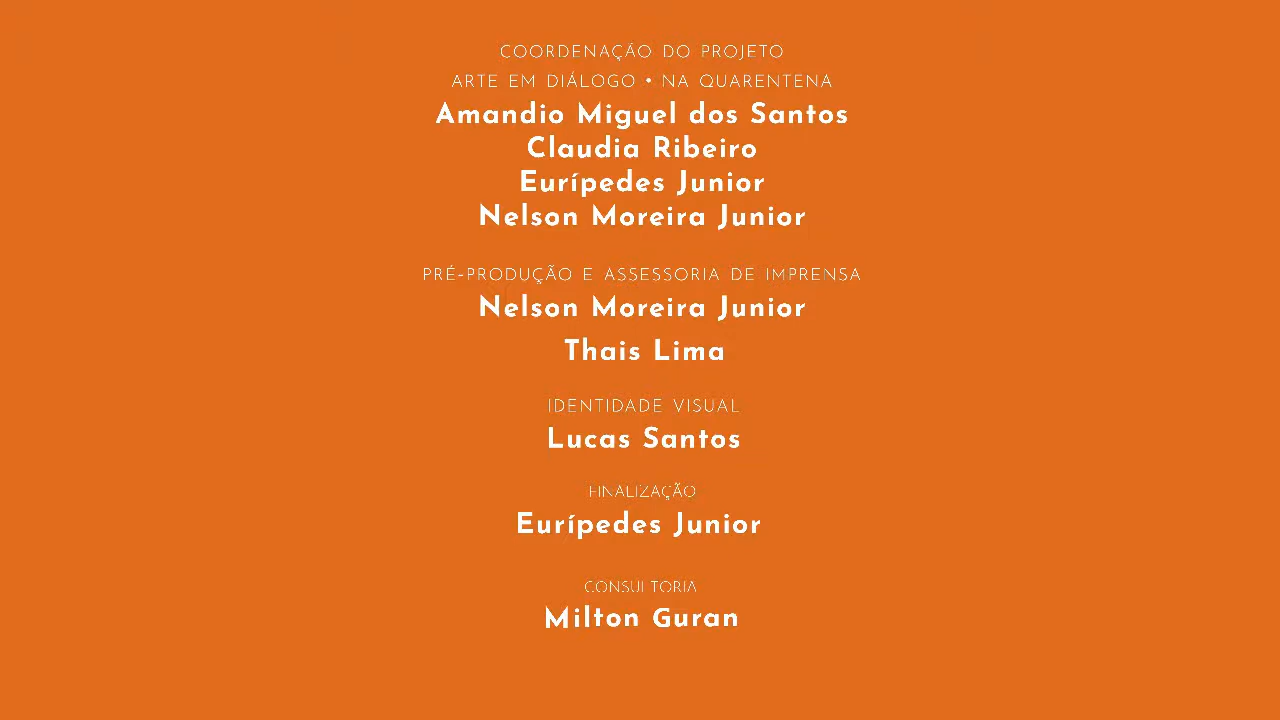 COORDENAÇÃO DO PROJETO
ARTE EM DIÁLOGO • NA QUARENTENA
Amandio Miguel dos Santos
Claudia Ribeiro
Eurípedes Junior
Nelson Moreira Junior
PRÉ-PRODUÇÃO E ASSESSORIA DE IMPRENSA
Nelson Moreira Junior
Thais Lima
IDENTIDADE VISUAL
Lucas Santos
FINALIZAÇÃO
Eurípedes Junior
CONSULTORIA
Milton Guran